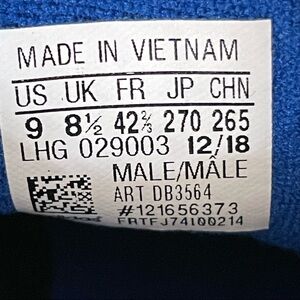 MADE IN VIETNAM
US UK FR JP CHN
9 8½ 42⅔ 270 265
LHG 029003 12/18
MALE/MÂLE
ART DB3564
#121656373
FRTFJ74100214